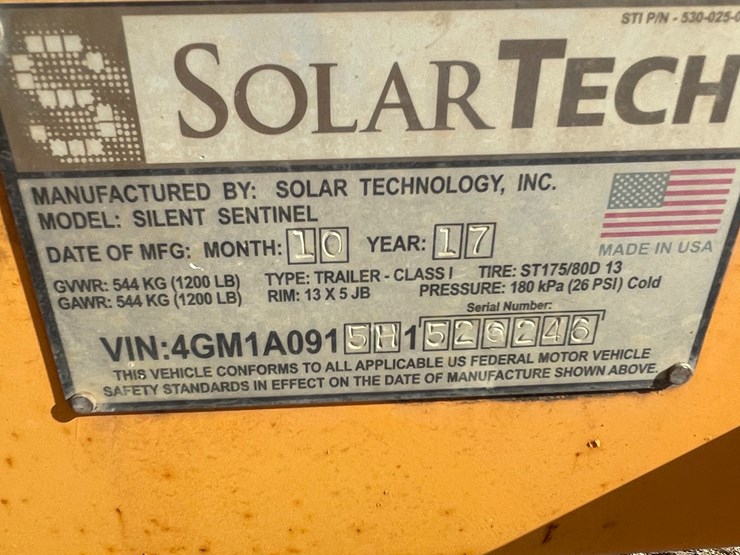 STI P/N - 530-025-0
SOLARTECH
MANUFACTURED BY: SOLAR TECHNOLOGY, INC.
MODEL: SILENT SENTINEL
DATE OF MFG: MONTH: 10 YEAR: 17
MADE IN USA
GVWR: 544 KG (1200 LB) TYPE: TRAILER - CLASS I TIRE: ST175/80D 13
GAWR: 544 KG (1200 LB) RIM: 13 X 5 JB PRESSURE: 180 kPa (26 PSI) Cold
Serial Number:
VIN:4GM1A0915H1526246
THIS VEHICLE CONFORMS TO ALL APPLICABLE US FEDERAL MOTOR VEHICLE
SAFETY STANDARDS IN EFFECT ON THE DATE OF MANUFACTURE SHOWN ABOVE.